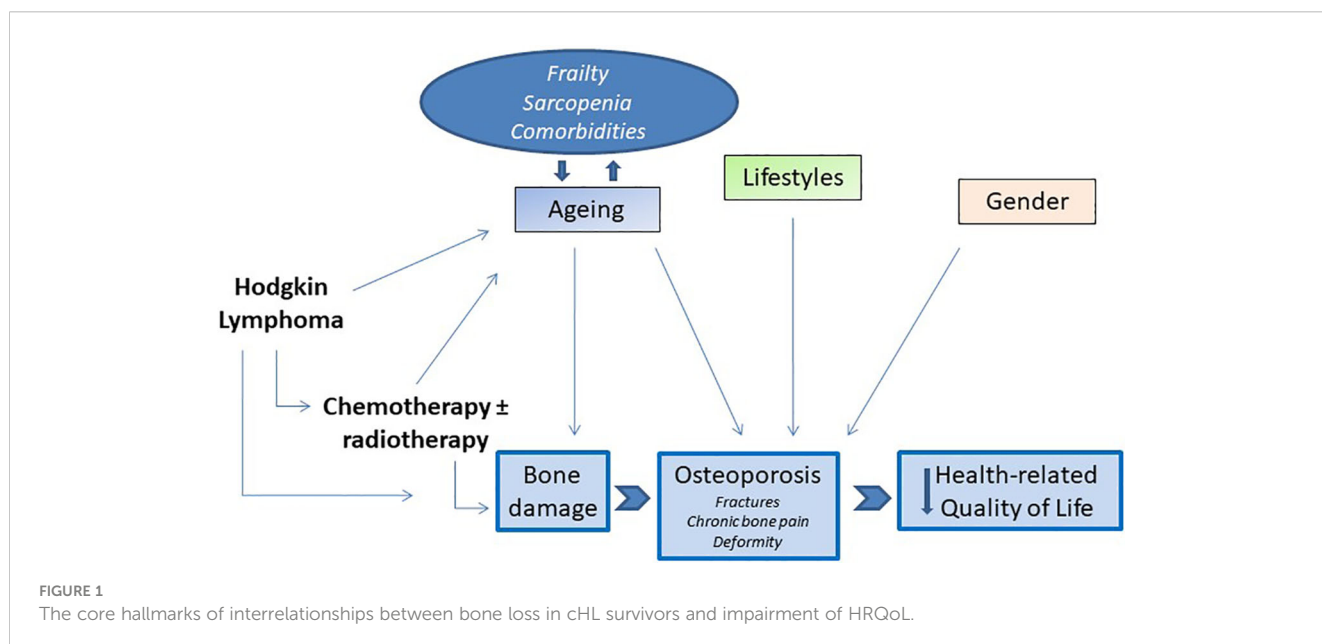 Frailty
Sarcopenia
Comorbidities
Ageing
Lifestyles
Gender
Hodgkin
Lymphoma
Chemotherapy ±
radiotherapy
Bone
damage
Osteoporosis
Fractures
Chronic bone pain
Deformity
Health-related
Quality of Life
FIGURE 1
The core hallmarks of interrelationships between bone loss in cHL survivors and impairment of HRQoL.